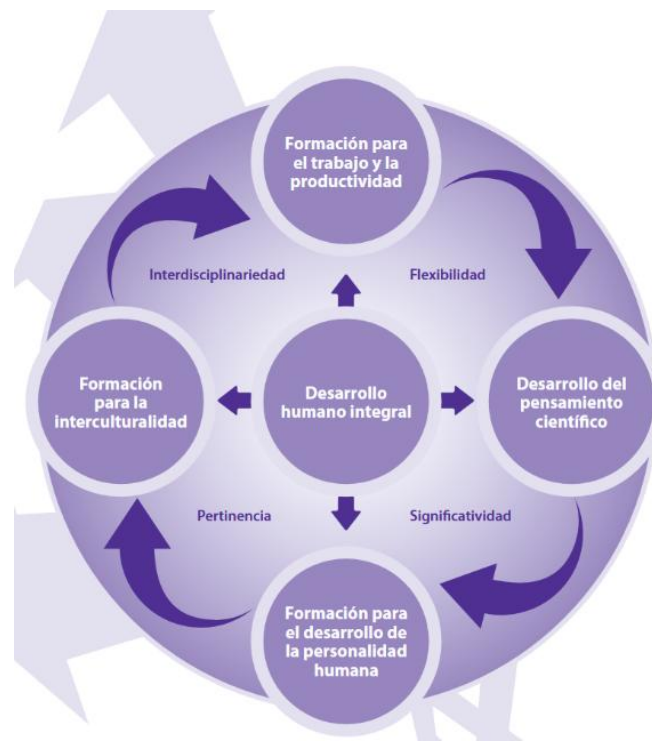 Formación para
el trabajo y la
productividad
Interdisciplinariedad
Flexibilidad
Formación
para la
interculturalidad
Desarrollo
humano integral
Desarrollo del
pensamiento
científico
Pertinencia
Significatividad
Formación para
el desarrollo de
la personalidad
humana